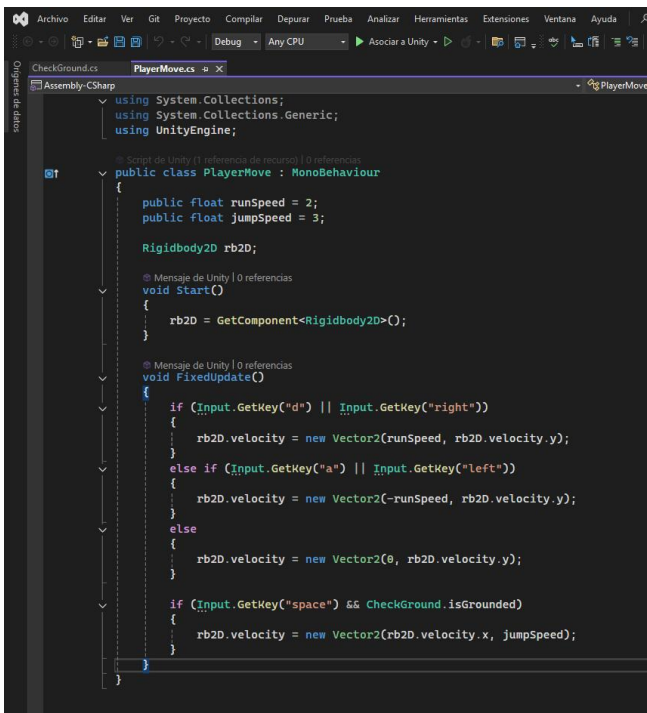 Archivo Editar Ver Git Proyecto Compilar Depurar Prueba Analizar Herramientas Extensiones Ventana Ayuda
Debug Any CPU Asociar a Unity
CheckGround.cs PlayerMove.cs
Orígenes de datos
Assembly-CSharp PlayerMove
using System.Collections;
using System.Collections.Generic;
using UnityEngine;
Script de Unity (1 referencia de recurso) | 0 referencias
public class PlayerMove : MonoBehaviour
{
public float runSpeed = 2;
public float jumpSpeed = 3;
Rigidbody2D rb2D;
Mensaje de Unity | 0 referencias
void Start()
{
rb2D = GetComponent<Rigidbody2D>();
}
Mensaje de Unity | 0 referencias
void FixedUpdate()
{
if (Input.GetKey("d") || Input.GetKey("right"))
{
rb2D.velocity = new Vector2(runSpeed, rb2D.velocity.y);
}
else if (Input.GetKey("a") || Input.GetKey("left"))
{
rb2D.velocity = new Vector2(-runSpeed, rb2D.velocity.y);
}
else
{
rb2D.velocity = new Vector2(0, rb2D.velocity.y);
}
if (Input.GetKey("space") && CheckGround.isGrounded)
{
rb2D.velocity = new Vector2(rb2D.velocity.x, jumpSpeed);
}
}
}